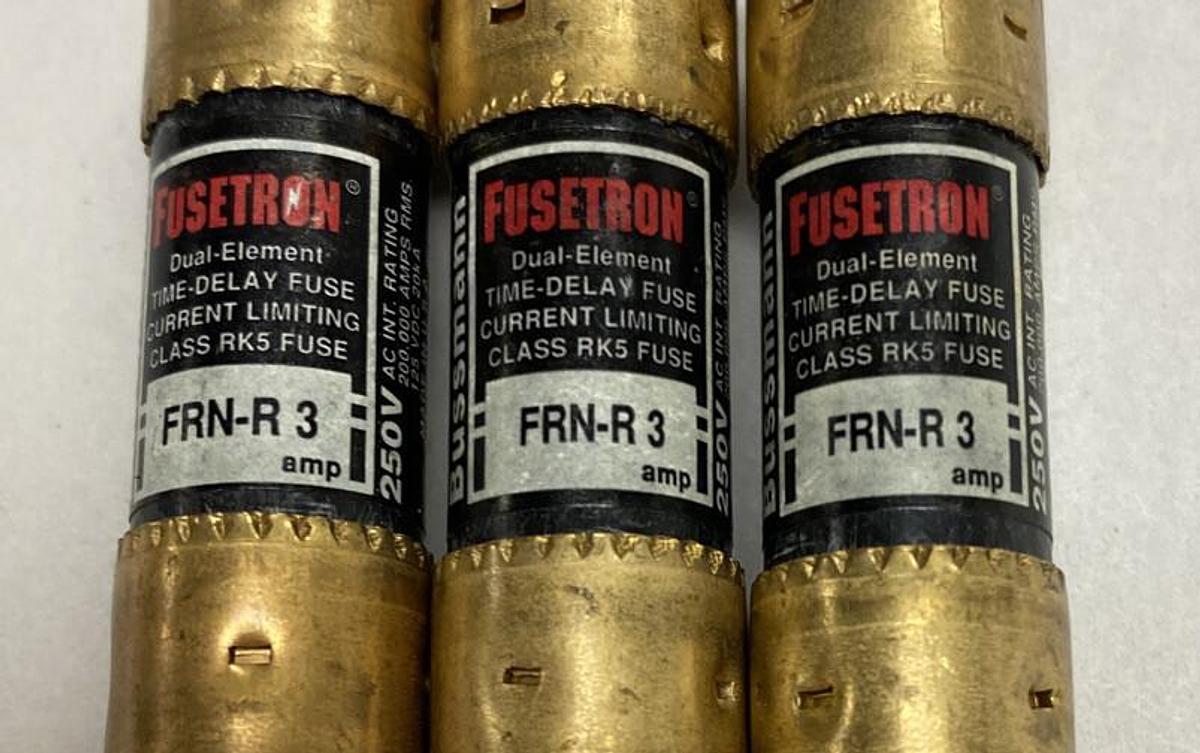 FUSETRON®
Dual-Element
TIME-DELAY FUSE
CURRENT LIMITING
CLASS RK5 FUSE
FRN-R 3
amp
250V AC INT. RATING
200,000 AMPS RMS.
125 VDC 20kA
Bussmann
FUSETRON®
Dual-Element
TIME-DELAY FUSE
CURRENT LIMITING
CLASS RK5 FUSE
FRN-R 3
amp
250V AC INT. RATING
Bussmann
FUSETRON
Dual-Element
TIME-DELAY FUSE
CURRENT LIMITING
CLASS RK5 FUSE
FRN-R 3
amp
250V AC INT. RATING